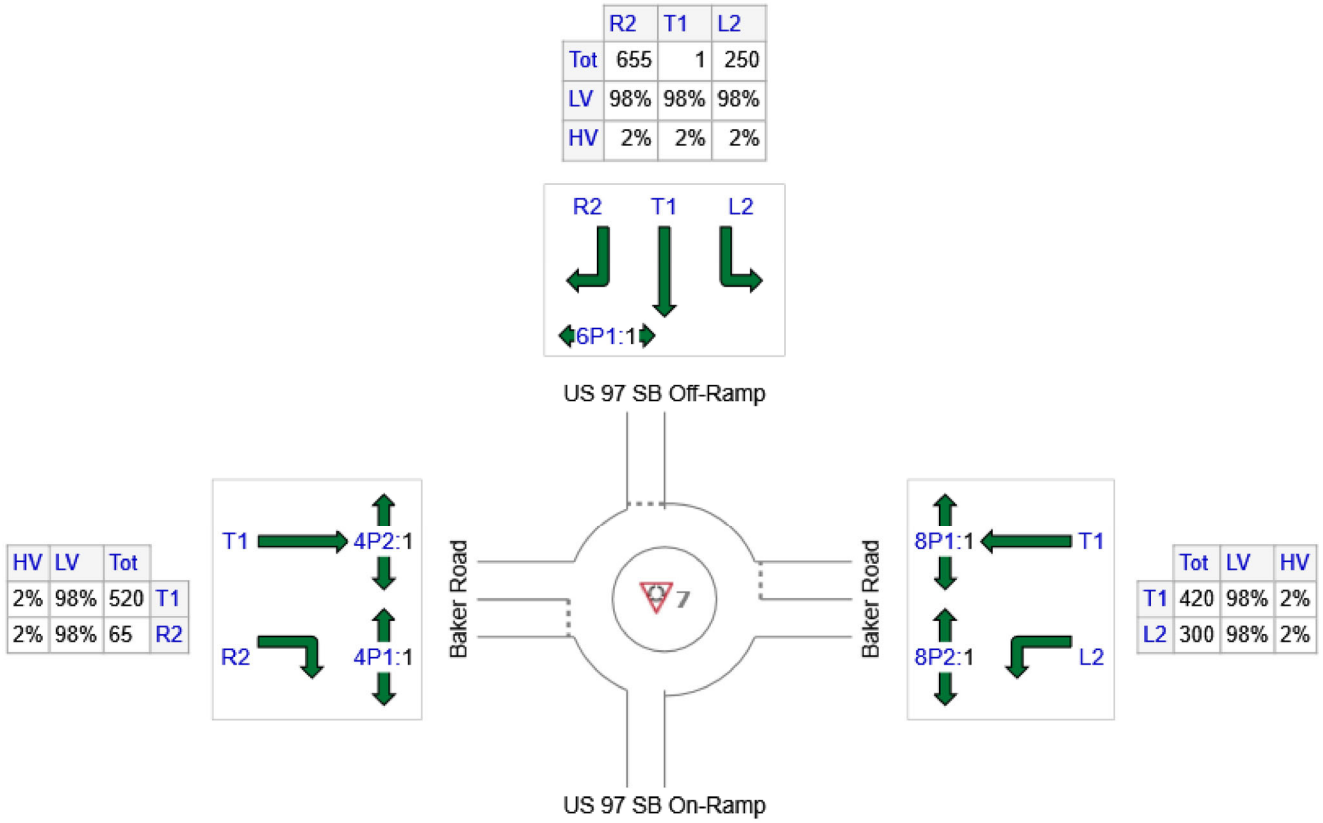 R2 T1 L2
Tot 655 1 250
LV 98% 98% 98%
HV 2% 2% 2%
R2 T1 L2
6P1:1
US 97 SB Off-Ramp
T1 4P2:1
R2 4P1:1
HV LV Tot
2% 98% 520 T1
2% 98% 65 R2
Baker Road
7
Baker Road
8P1:1 T1
8P2:1 L2
Tot LV HV
T1 420 98% 2%
L2 300 98% 2%
US 97 SB On-Ramp